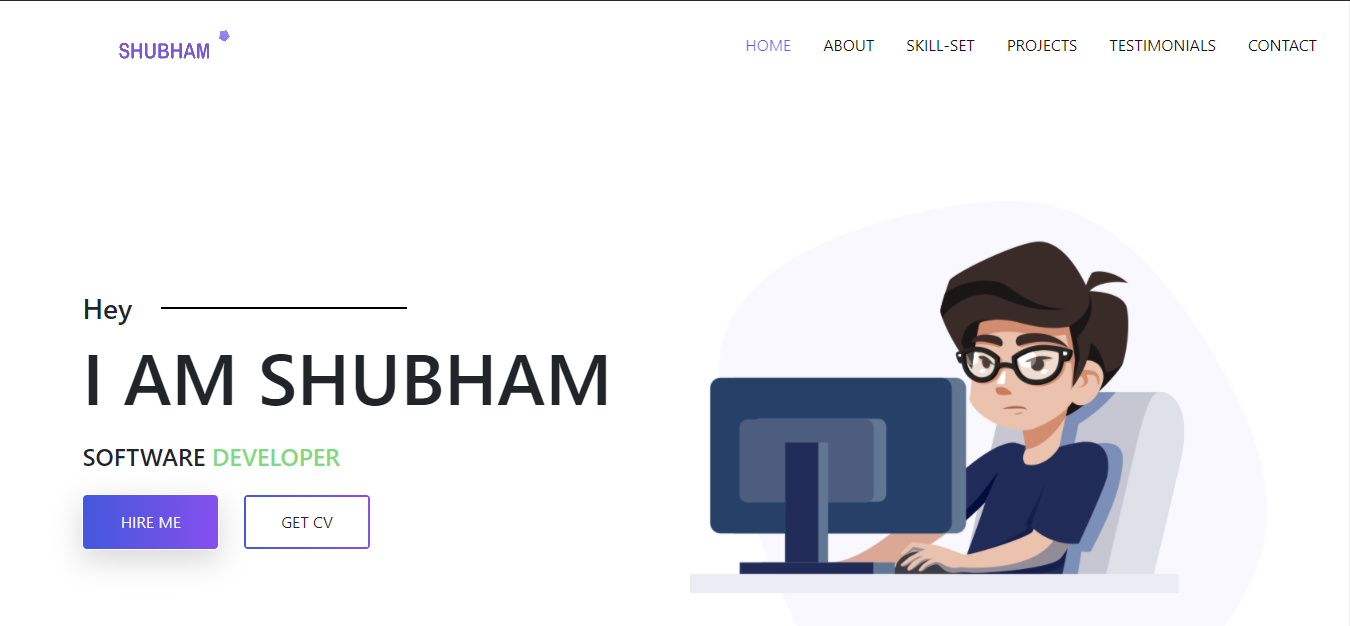 SHUBHAM
HOME ABOUT SKILL-SET PROJECTS TESTIMONIALS CONTACT
Hey
I AM SHUBHAM
SOFTWARE DEVELOPER
HIRE ME GET CV